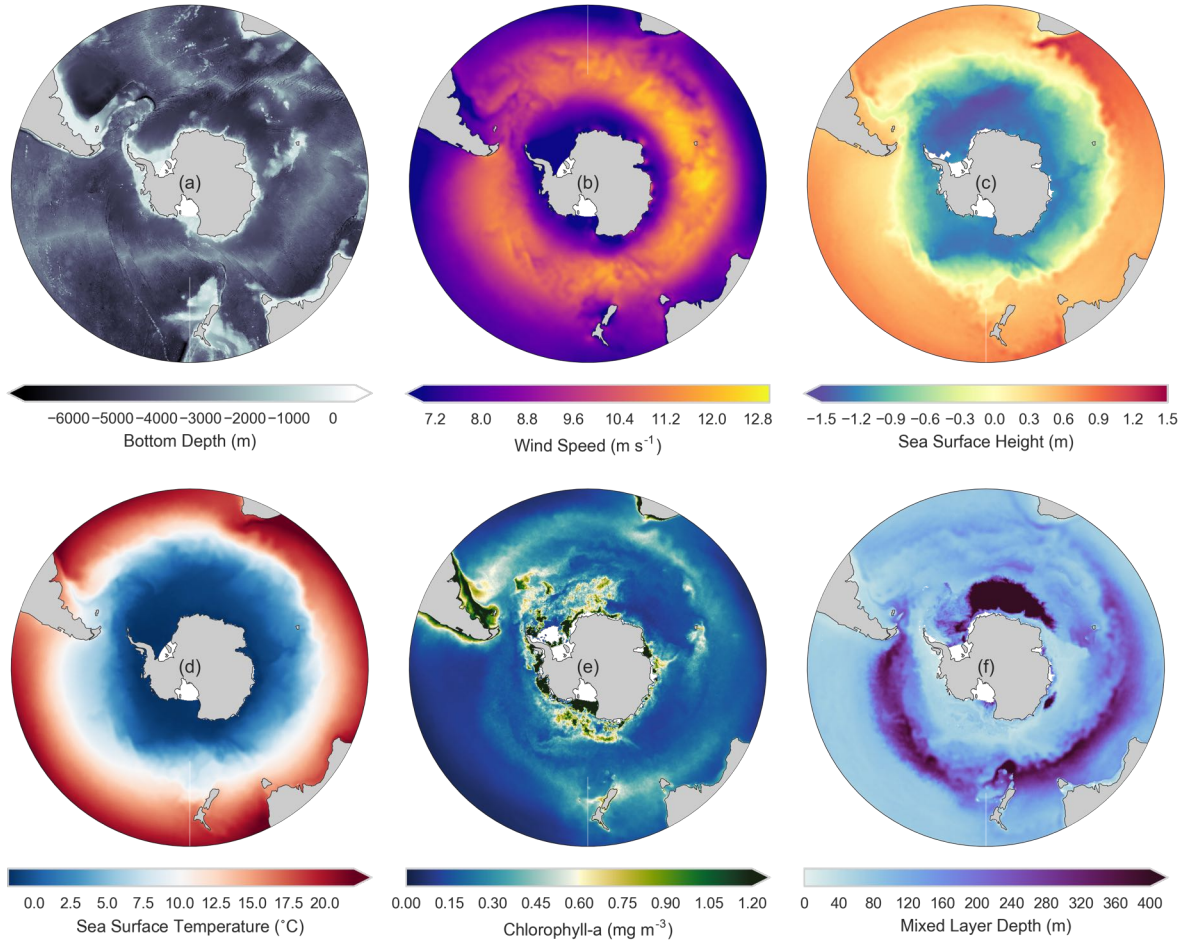 (a)
(b)
(c)
−6000 −5000 −4000 −3000 −2000 −1000 0
Bottom Depth (m)
7.2 8.0 8.8 9.6 10.4 11.2 12.0 12.8
Wind Speed (m s⁻¹)
−1.5 −1.2 −0.9 −0.6 −0.3 0.0 0.3 0.6 0.9 1.2 1.5
Sea Surface Height (m)
(d)
(e)
(f)
0.0 2.5 5.0 7.5 10.0 12.5 15.0 17.5 20.0
Sea Surface Temperature (˚C)
0.00 0.15 0.30 0.45 0.60 0.75 0.90 1.05 1.20
Chlorophyll-a (mg m⁻³)
0 40 80 120 160 200 240 280 320 360 400
Mixed Layer Depth (m)